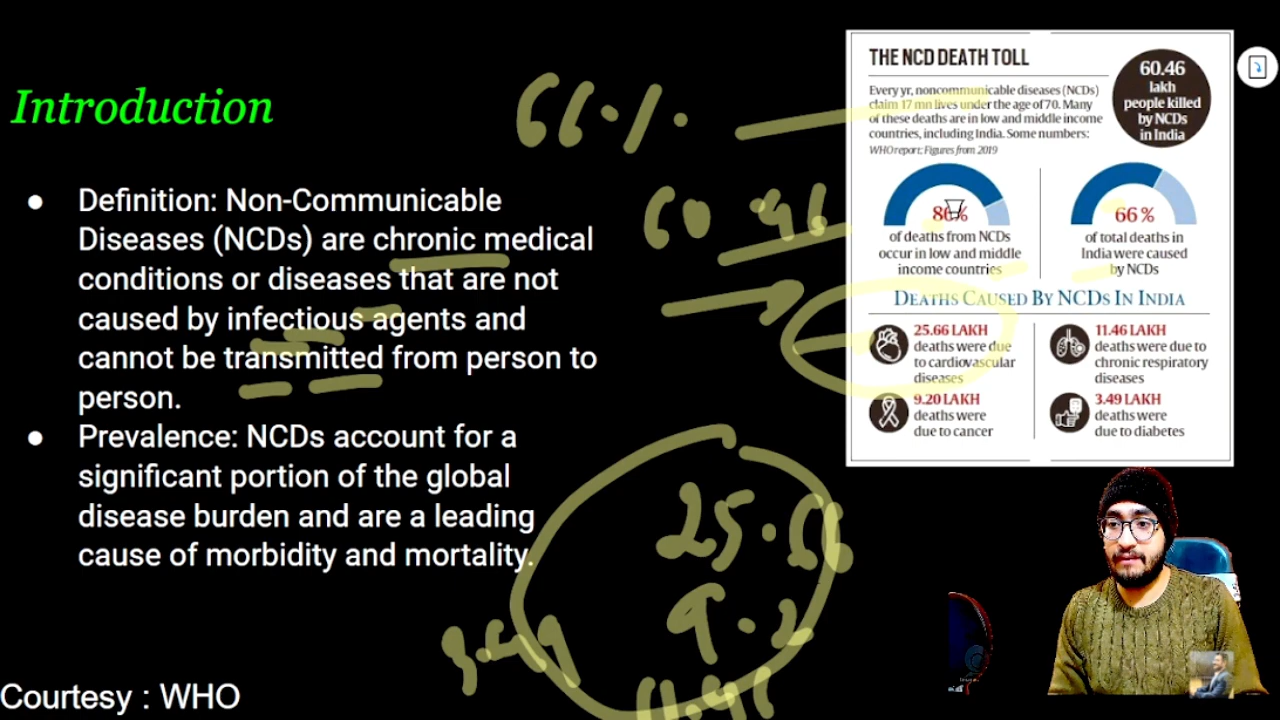 Introduction
● Definition: Non-Communicable
Diseases (NCDs) are chronic medical
conditions or diseases that are not
caused by infectious agents and
cannot be transmitted from person to
person.
● Prevalence: NCDs account for a
significant portion of the global
disease burden and are a leading
cause of morbidity and mortality.
Courtesy : WHO
66%.
60.46
25.66
9.2
3.49
11.46
THE NCD DEATH TOLL
Every yr, noncommunicable diseases (NCDs)
claim 17 mn lives under the age of 70. Many
of these deaths are in low and middle income
countries, including India. Some numbers:
WHO report; Figures from 2019
60.46
lakh
people killed
by NCDs
in India
86%
of deaths from NCDs
occur in low and middle
income countries
66%
of total deaths in
India were caused
by NCDs
DEATHS CAUSED BY NCDS IN INDIA
25.66 LAKH
deaths were due
to cardiovascular
diseases
11.46 LAKH
deaths were due to
chronic respiratory
diseases
9.20 LAKH
deaths were
due to cancer
3.49 LAKH
deaths were
due to diabetes